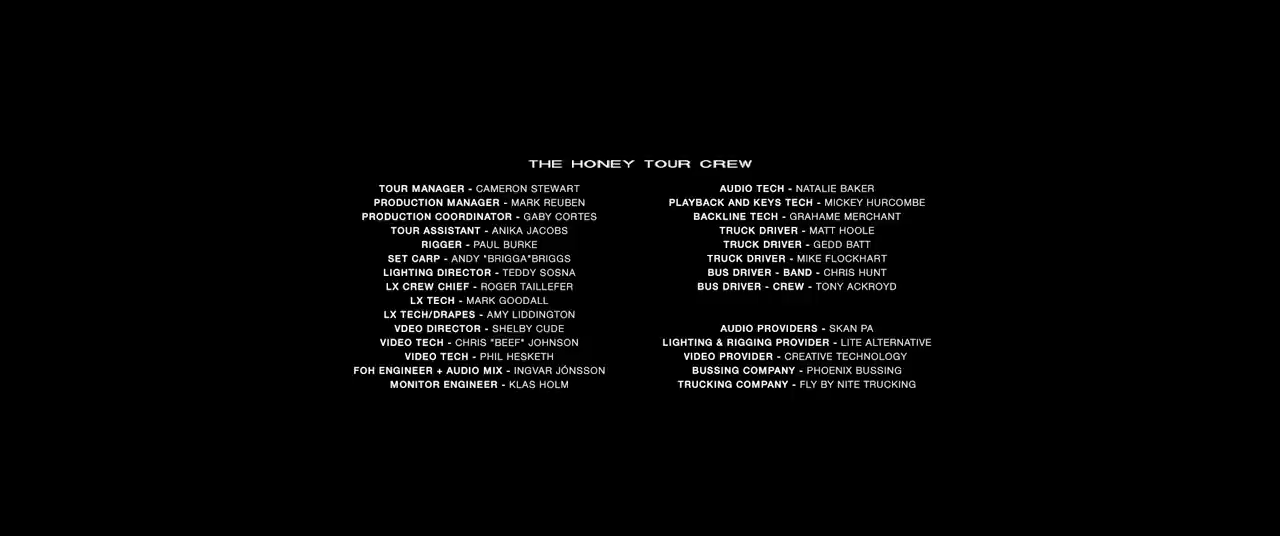 THE HONEY TOUR CREW
TOUR MANAGER - CAMERON STEWART
PRODUCTION MANAGER - MARK REUBEN
PRODUCTION COORDINATOR - GABY CORTES
TOUR ASSISTANT - ANIKA JACOBS
RIGGER - PAUL BURKE
SET CARP - ANDY "BRIGGA"BRIGGS
LIGHTING DIRECTOR - TEDDY SOSNA
LX CREW CHIEF - ROGER TAILLEFER
LX TECH - MARK GOODALL
LX TECH/DRAPES - AMY LIDDINGTON
VDEO DIRECTOR - SHELBY CUDE
VIDEO TECH - CHRIS "BEEF" JOHNSON
VIDEO TECH - PHIL HESKETH
FOH ENGINEER + AUDIO MIX - INGVAR JÓNSSON
MONITOR ENGINEER - KLAS HOLM
AUDIO TECH - NATALIE BAKER
PLAYBACK AND KEYS TECH - MICKEY HURCOMBE
BACKLINE TECH - GRAHAME MERCHANT
TRUCK DRIVER - MATT HOOLE
TRUCK DRIVER - GEDD BATT
TRUCK DRIVER - MIKE FLOCKHART
BUS DRIVER - BAND - CHRIS HUNT
BUS DRIVER - CREW - TONY ACKROYD
AUDIO PROVIDERS - SKAN PA
LIGHTING & RIGGING PROVIDER - LITE ALTERNATIVE
VIDEO PROVIDER - CREATIVE TECHNOLOGY
BUSSING COMPANY - PHOENIX BUSSING
TRUCKING COMPANY - FLY BY NITE TRUCKING